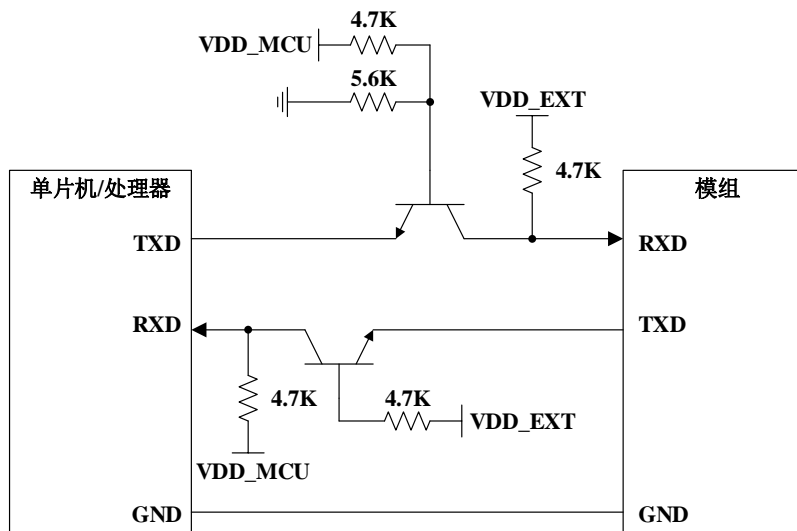 4.7K
VDD_MCU
5.6K
VDD_EXT
4.7K
单片机/处理器
模组
TXD
RXD
RXD
TXD
4.7K
4.7K
VDD_EXT
VDD_MCU
GND
GND